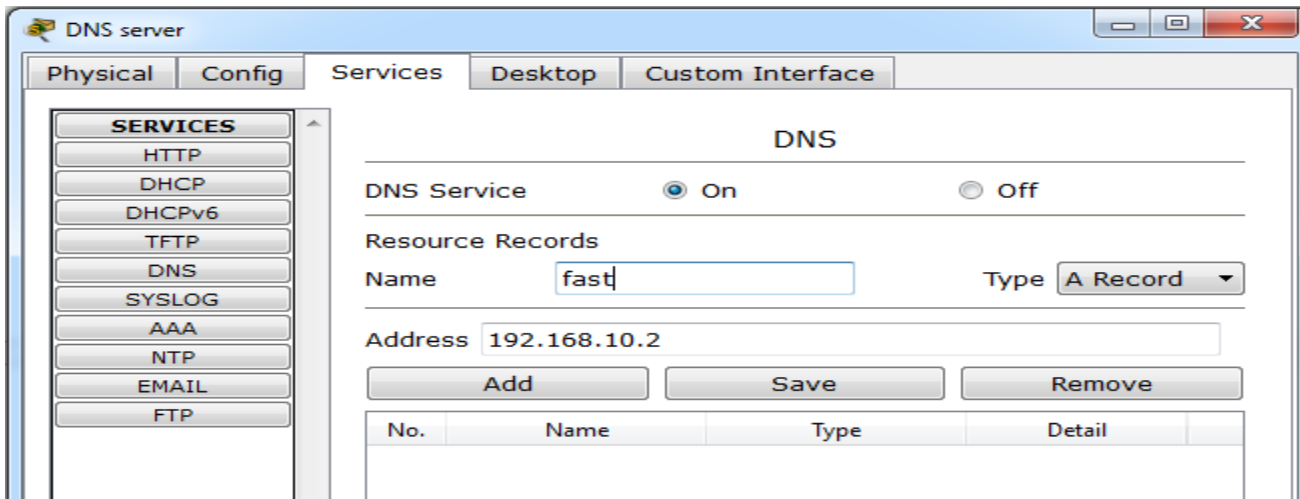 DNS server
Physical Config Services Desktop Custom Interface
SERVICES
HTTP
DHCP
DHCPv6
TFTP
DNS
SYSLOG
AAA
NTP
EMAIL
FTP
DNS
DNS Service On Off
Resource Records
Name fast Type A Record
Address 192.168.10.2
Add Save Remove
No. Name Type Detail